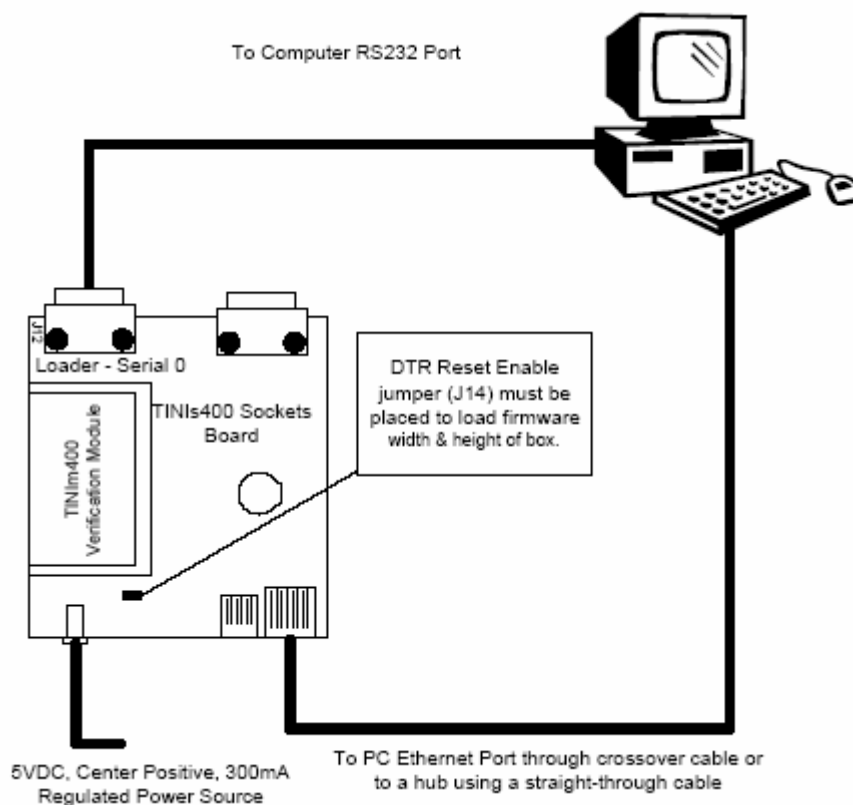 To Computer RS232 Port
J12
Loader - Serial 0
TINIs400 Sockets
Board
TINIm400
Verification Module
DTR Reset Enable
jumper (J14) must be
placed to load firmware
width & height of box.
5VDC, Center Positive, 300mA
Regulated Power Source
To PC Ethernet Port through crossover cable or
to a hub using a straight-through cable